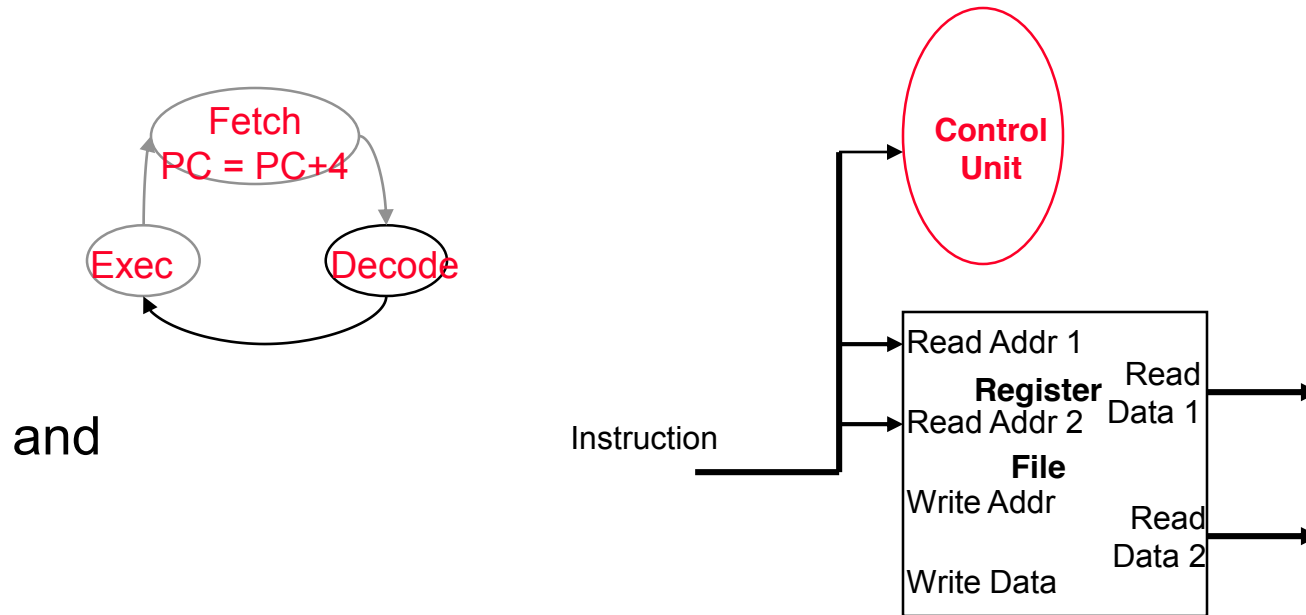 Fetch
PC = PC+4
Exec
Decode
and
Control
Unit
Instruction
Read Addr 1
Register
Read Addr 2
File
Write Addr
Write Data
Read
Data 1
Read
Data 2